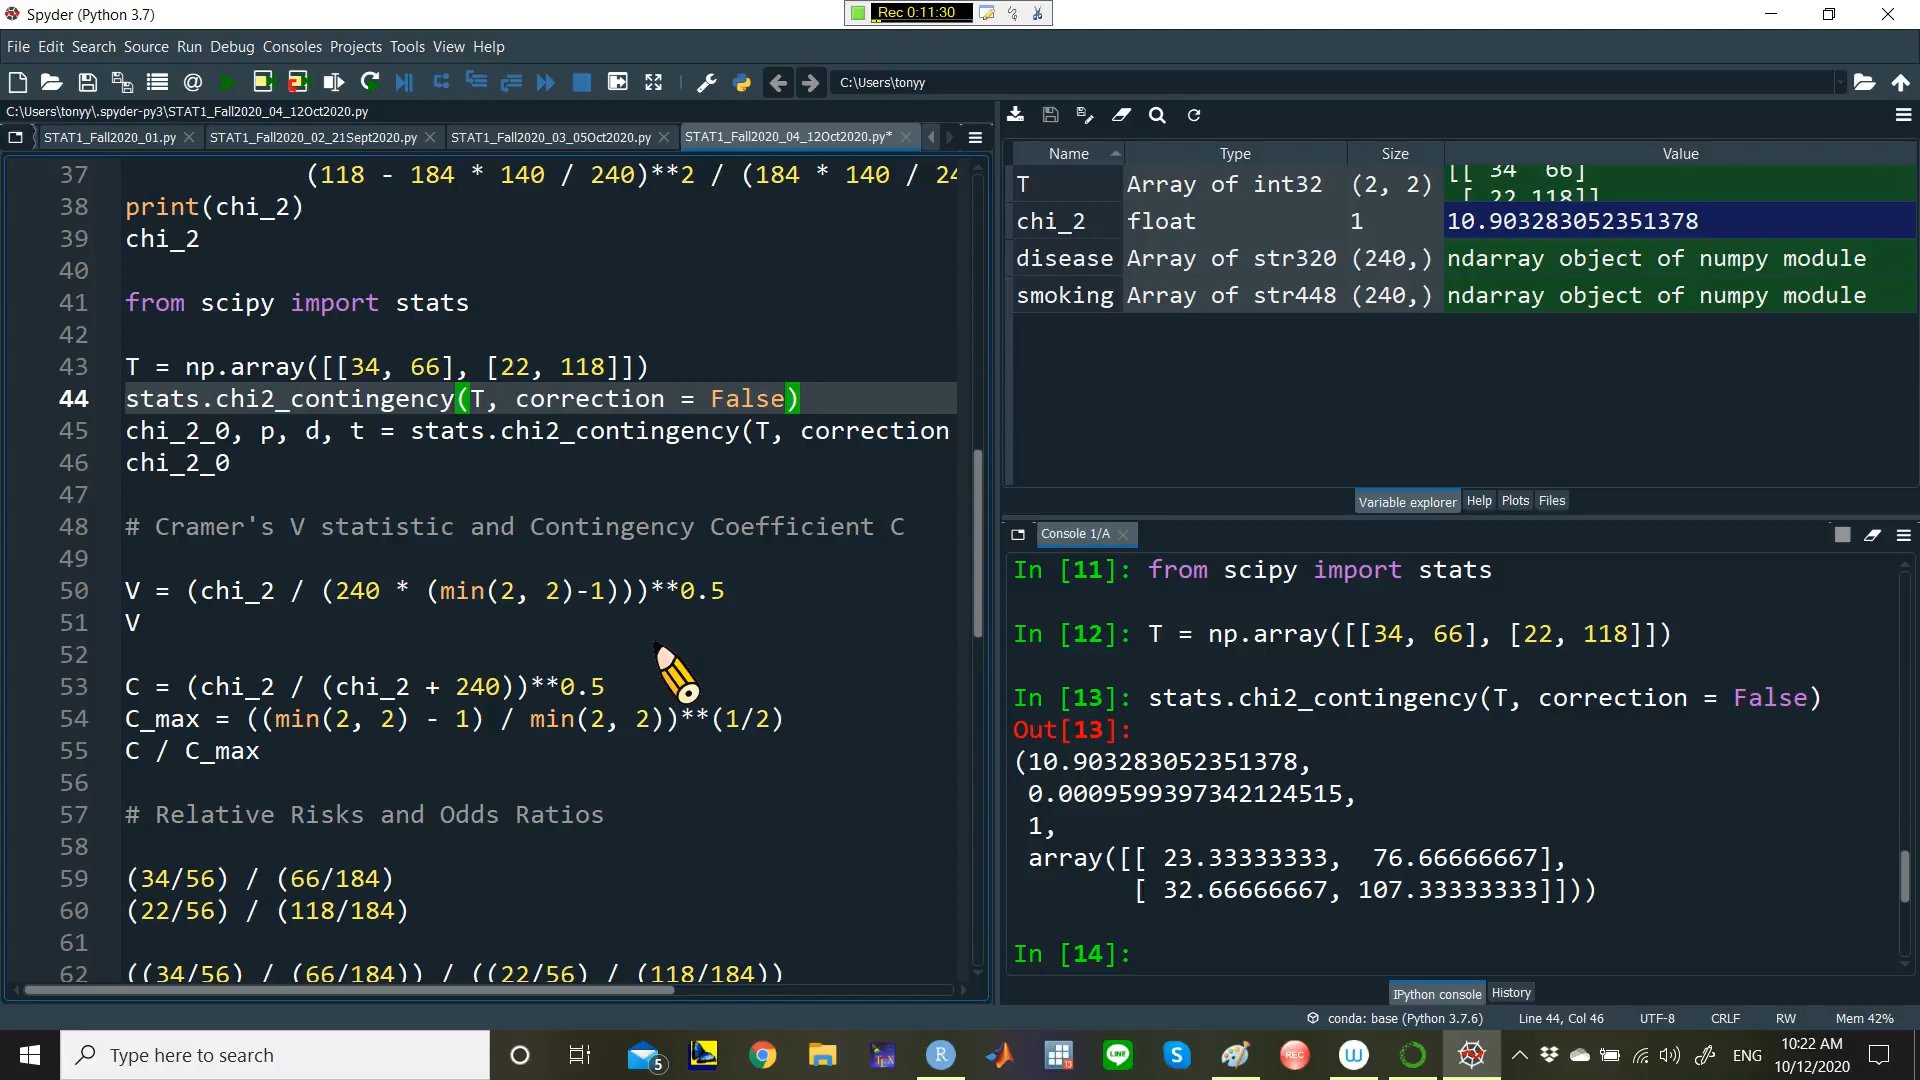 Spyder (Python 3.7)
Rec 0:11:30
File Edit Search Source Run Debug Consoles Projects Tools View Help
C:\Users\tonyy
C:\Users\tonyy\.spyder-py3\STAT1_Fall2020_04_12Oct2020.py
STAT1_Fall2020_01.py STAT1_Fall2020_02_21Sept2020.py STAT1_Fall2020_03_05Oct2020.py STAT1_Fall2020_04_12Oct2020.py*
37 (118 - 184 * 140 / 240)**2 / (184 * 140 / 24
38 print(chi_2)
39 chi_2
40
41 from scipy import stats
42
43 T = np.array([[34, 66], [22, 118]])
44 stats.chi2_contingency(T, correction = False)
45 chi_2_0, p, d, t = stats.chi2_contingency(T, correction
46 chi_2_0
47
48 # Cramer's V statistic and Contingency Coefficient C
49
50 V = (chi_2 / (240 * (min(2, 2)-1)))**0.5
51 V
52
53 C = (chi_2 / (chi_2 + 240))**0.5
54 C_max = ((min(2, 2) - 1) / min(2, 2))**(1/2)
55 C / C_max
56
57 # Relative Risks and Odds Ratios
58
59 (34/56) / (66/184)
60 (22/56) / (118/184)
61
62 ((34/56) / (66/184)) / ((22/56) / (118/184))
Name Type Size Value
T Array of int32 (2, 2) [[ 34 66]
[ 22 118]]
chi_2 float 1 10.903283052351378
disease Array of str320 (240,) ndarray object of numpy module
smoking Array of str448 (240,) ndarray object of numpy module
Variable explorer Help Plots Files
Console 1/A
In [11]: from scipy import stats
In [12]: T = np.array([[34, 66], [22, 118]])
In [13]: stats.chi2_contingency(T, correction = False)
Out[13]:
(10.903283052351378,
0.0009599397342124515,
1,
array([[ 23.33333333, 76.66666667],
[ 32.66666667, 107.33333333]]))
In [14]:
IPython console History
conda: base (Python 3.7.6) Line 44, Col 46 UTF-8 CRLF RW Mem 42%
Type here to search
5
TEX
R
13
LINE
S
REC
W
ENG
10:22 AM
10/12/2020